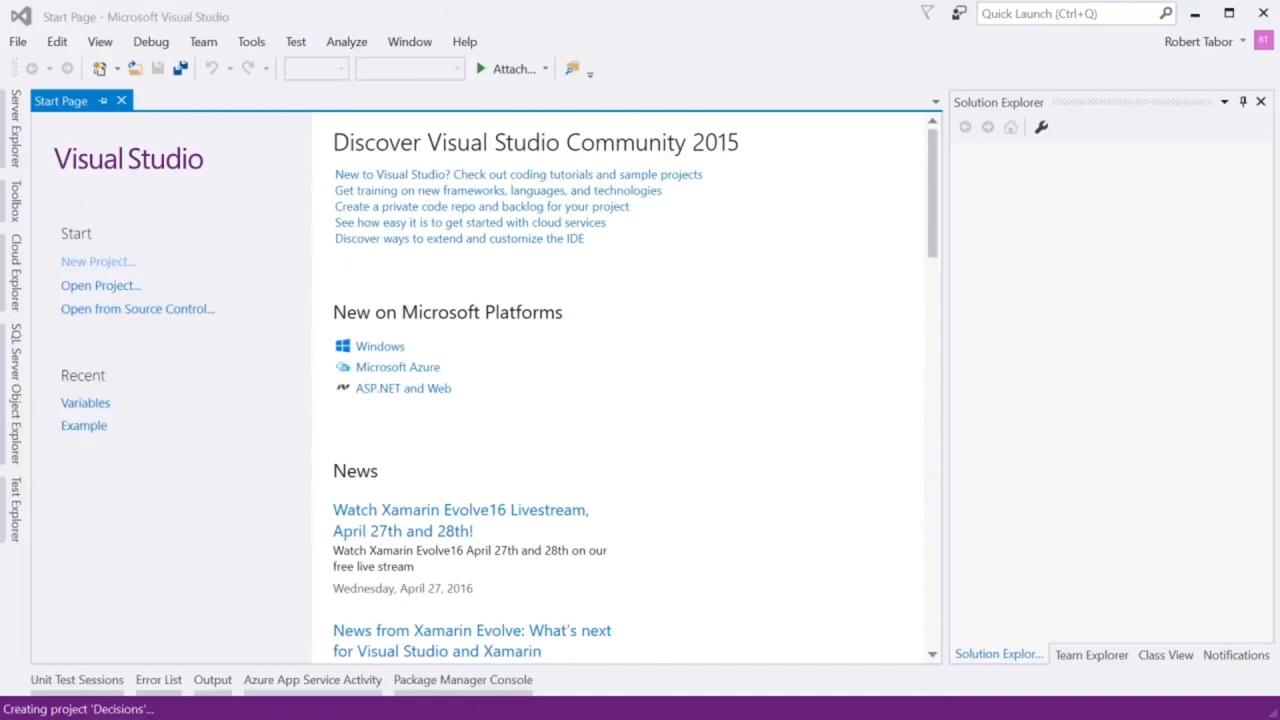 Start Page - Microsoft Visual Studio
Quick Launch (Ctrl+Q)
File Edit View Debug Team Tools Test Analyze Window Help
Robert Tabor
RT
Attach...
Start Page
Solution Explorer
Server Explorer
Toolbox
Cloud Explorer
SQL Server Object Explorer
Test Explorer
Visual Studio
Start
New Project...
Open Project...
Open from Source Control...
Recent
Variables
Example
Discover Visual Studio Community 2015
New to Visual Studio? Check out coding tutorials and sample projects
Get training on new frameworks, languages, and technologies
Create a private code repo and backlog for your project
See how easy it is to get started with cloud services
Discover ways to extend and customize the IDE
New on Microsoft Platforms
Windows
Microsoft Azure
ASP.NET and Web
News
Watch Xamarin Evolve16 Livestream,
April 27th and 28th!
Watch Xamarin Evolve16 April 27th and 28th on our
free live stream
Wednesday, April 27, 2016
News from Xamarin Evolve: What's next
for Visual Studio and Xamarin
Solution Explor... Team Explorer Class View Notifications
Unit Test Sessions Error List Output Azure App Service Activity Package Manager Console
Creating project 'Decisions'...